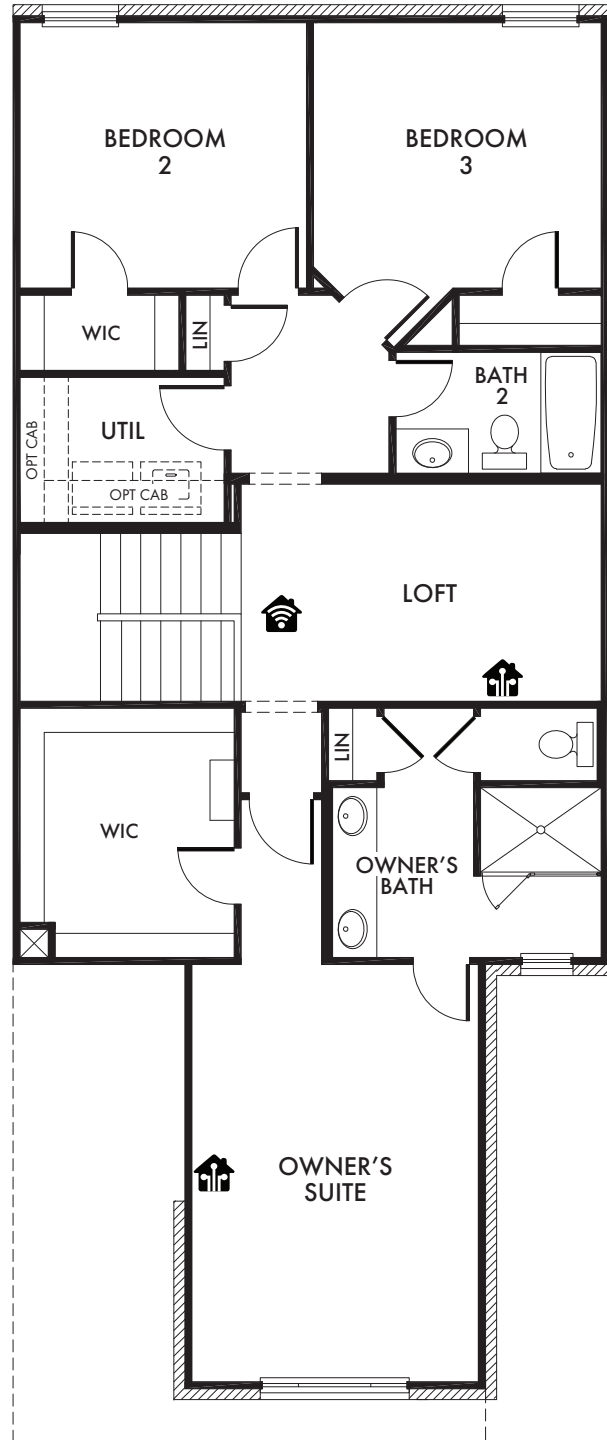 BEDROOM
2
BEDROOM
3
WIC
LIN
BATH
2
UTIL
OPT CAB
OPT CAB
LOFT
LIN
WIC
OWNER'S
BATH
OWNER'S
SUITE